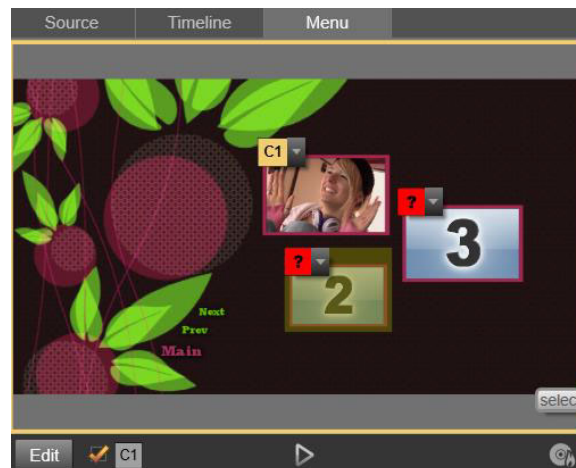 Source Timeline Menu
C1
?
3
?
2
Next
Prev
Main
selec
Edit C1